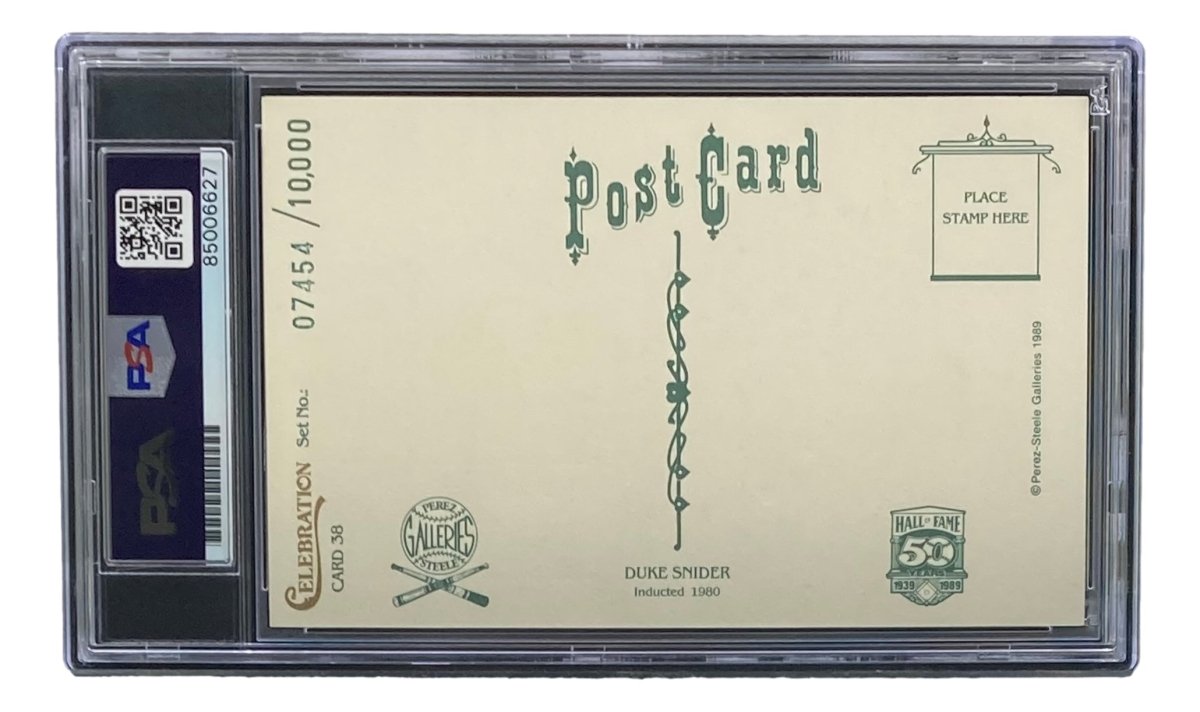 85006627
PSA
PSA
07454 / 10,000
CELEBRATION Set No.:
CARD 38
Post Card
PLACE
STAMP HERE
©Perez-Steele Galleries 1989
PEREZ
GALLERIES
STEELE
DUKE SNIDER
Inducted 1980
HALL OF FAME
50
YEARS
1939 1989